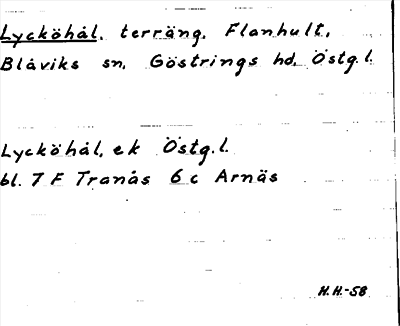 Lycköhål. terräng. Flanhult.
Blåviks sn. Göstrings hd. Östg.l.
Lycköhål, ek Östg.l.
bl. 7 F Tranås 6 c Arnäs
H.H.-58